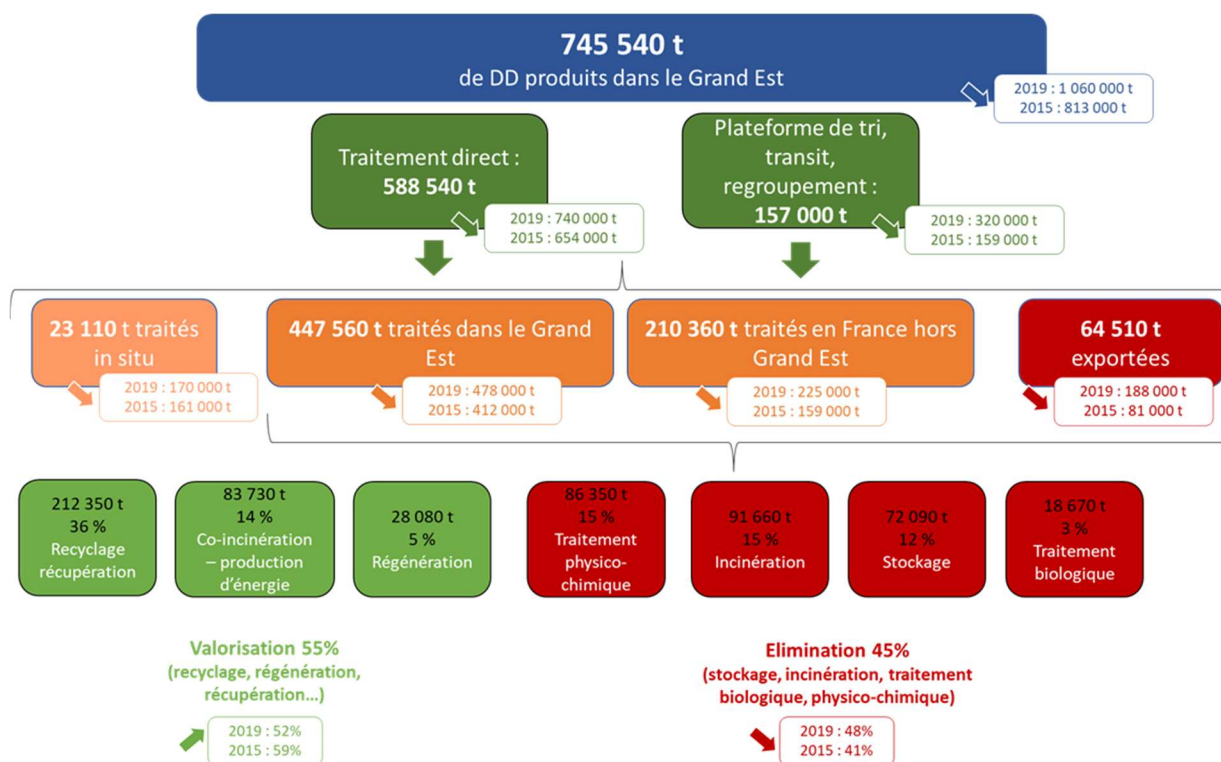 745 540 t
de DD produits dans le Grand Est
2019 : 1 060 000 t
2015 : 813 000 t
Traitement direct :
588 540 t
2019 : 740 000 t
2015 : 654 000 t
Plateforme de tri,
transit,
regroupement :
157 000 t
2019 : 320 000 t
2015 : 159 000 t
23 110 t traités
in situ
2019 : 170 000 t
2015 : 161 000 t
447 560 t traités dans le Grand
Est
2019 : 478 000 t
2015 : 412 000 t
210 360 t traités en France hors
Grand Est
2019 : 225 000 t
2015 : 159 000 t
64 510 t
exportées
2019 : 188 000 t
2015 : 81 000 t
212 350 t
36 %
Recyclage
récupération
83 730 t
14 %
Co-incinération
– production
d'énergie
28 080 t
5 %
Régénération
86 350 t
15 %
Traitement
physico-
chimique
91 660 t
15 %
Incinération
72 090 t
12 %
Stockage
18 670 t
3 %
Traitement
biologique
Valorisation 55%
(recyclage, régénération,
récupération…)
2019 : 52%
2015 : 59%
Elimination 45%
(stockage, incinération, traitement
biologique, physico-chimique)
2019 : 48%
2015 : 41%